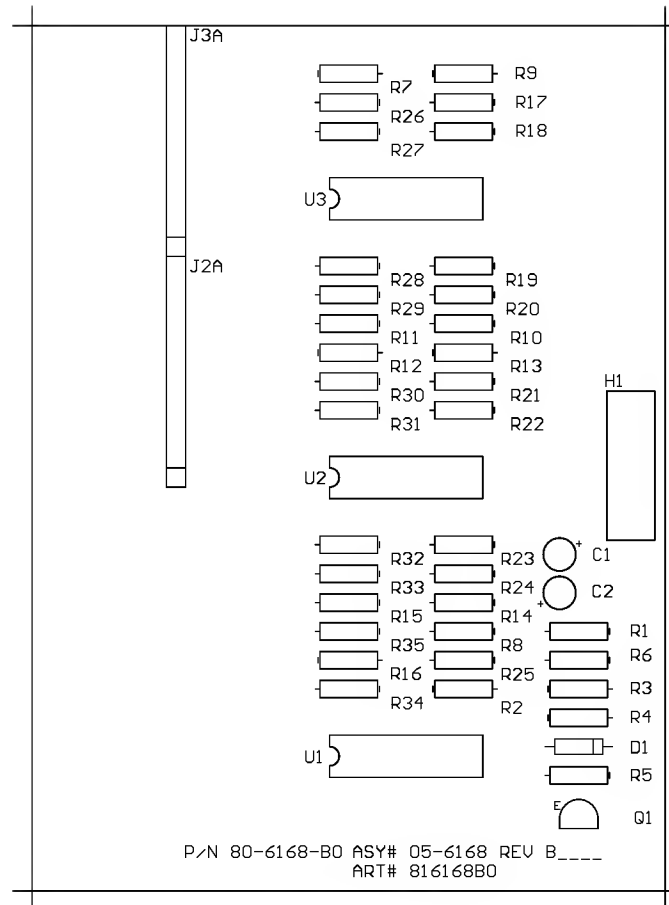 J3A
R7 R9
R26 R17
R27 R18
U3
J2A
R28 R19
R29 R20
R11 R10
R12 R13
R30 R21
R31 R22
H1
U2
R32 R23 + C1
R33 R24 C2
+
R15 R14
R35 R8 R1
R16 R25 R6
R34 R2 R3
R4
U1 D1
R5
E Q1
P/N 80-6168-B0 ASY# 05-6168 REV B____
ART# 816168B0